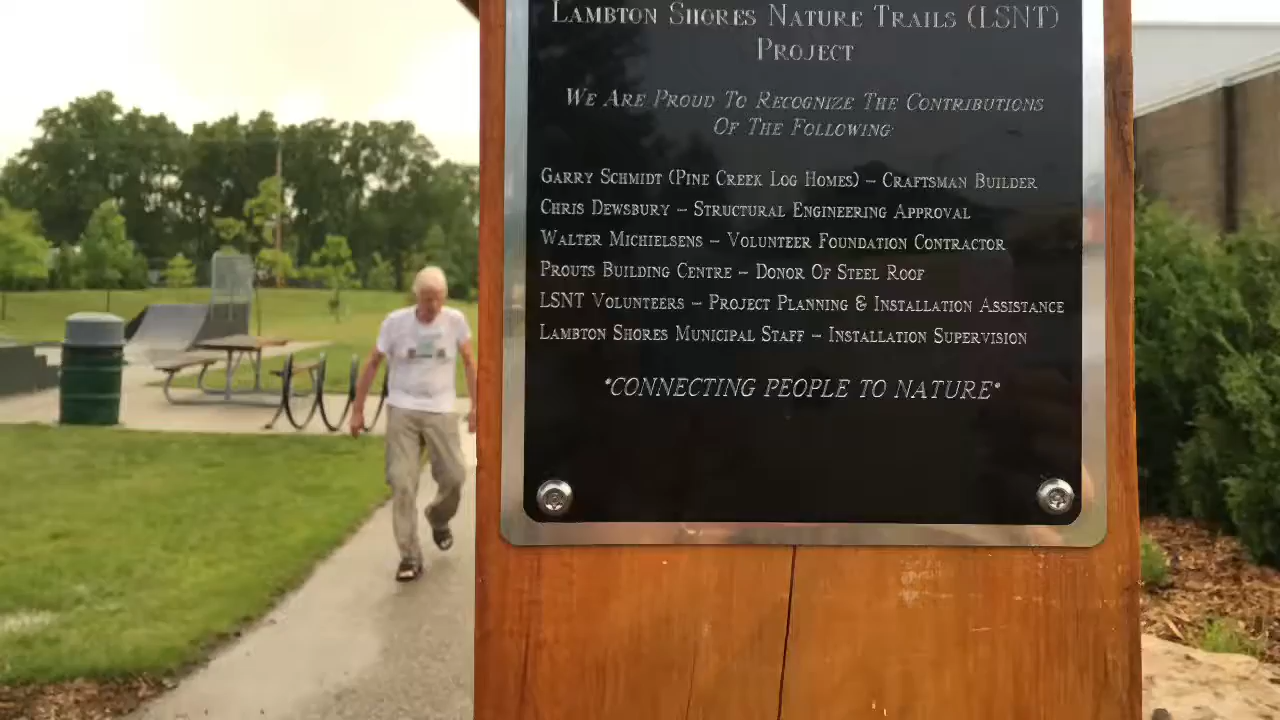 LAMBTON SHORES NATURE TRAILS (LSNT)
PROJECT
WE ARE PROUD TO RECOGNIZE THE CONTRIBUTIONS
OF THE FOLLOWING:
GARRY SCHMIDT (PINE CREEK LOG HOMES) – CRAFTSMAN BUILDER
CHRIS DEWSBURY – STRUCTURAL ENGINEERING APPROVAL
WALTER MICHIELSENS – VOLUNTEER FOUNDATION CONTRACTOR
PROUTS BUILDING CENTRE – DONOR OF STEEL ROOF
LSNT VOLUNTEERS – PROJECT PLANNING & INSTALLATION ASSISTANCE
LAMBTON SHORES MUNICIPAL STAFF – INSTALLATION SUPERVISION
"CONNECTING PEOPLE TO NATURE"